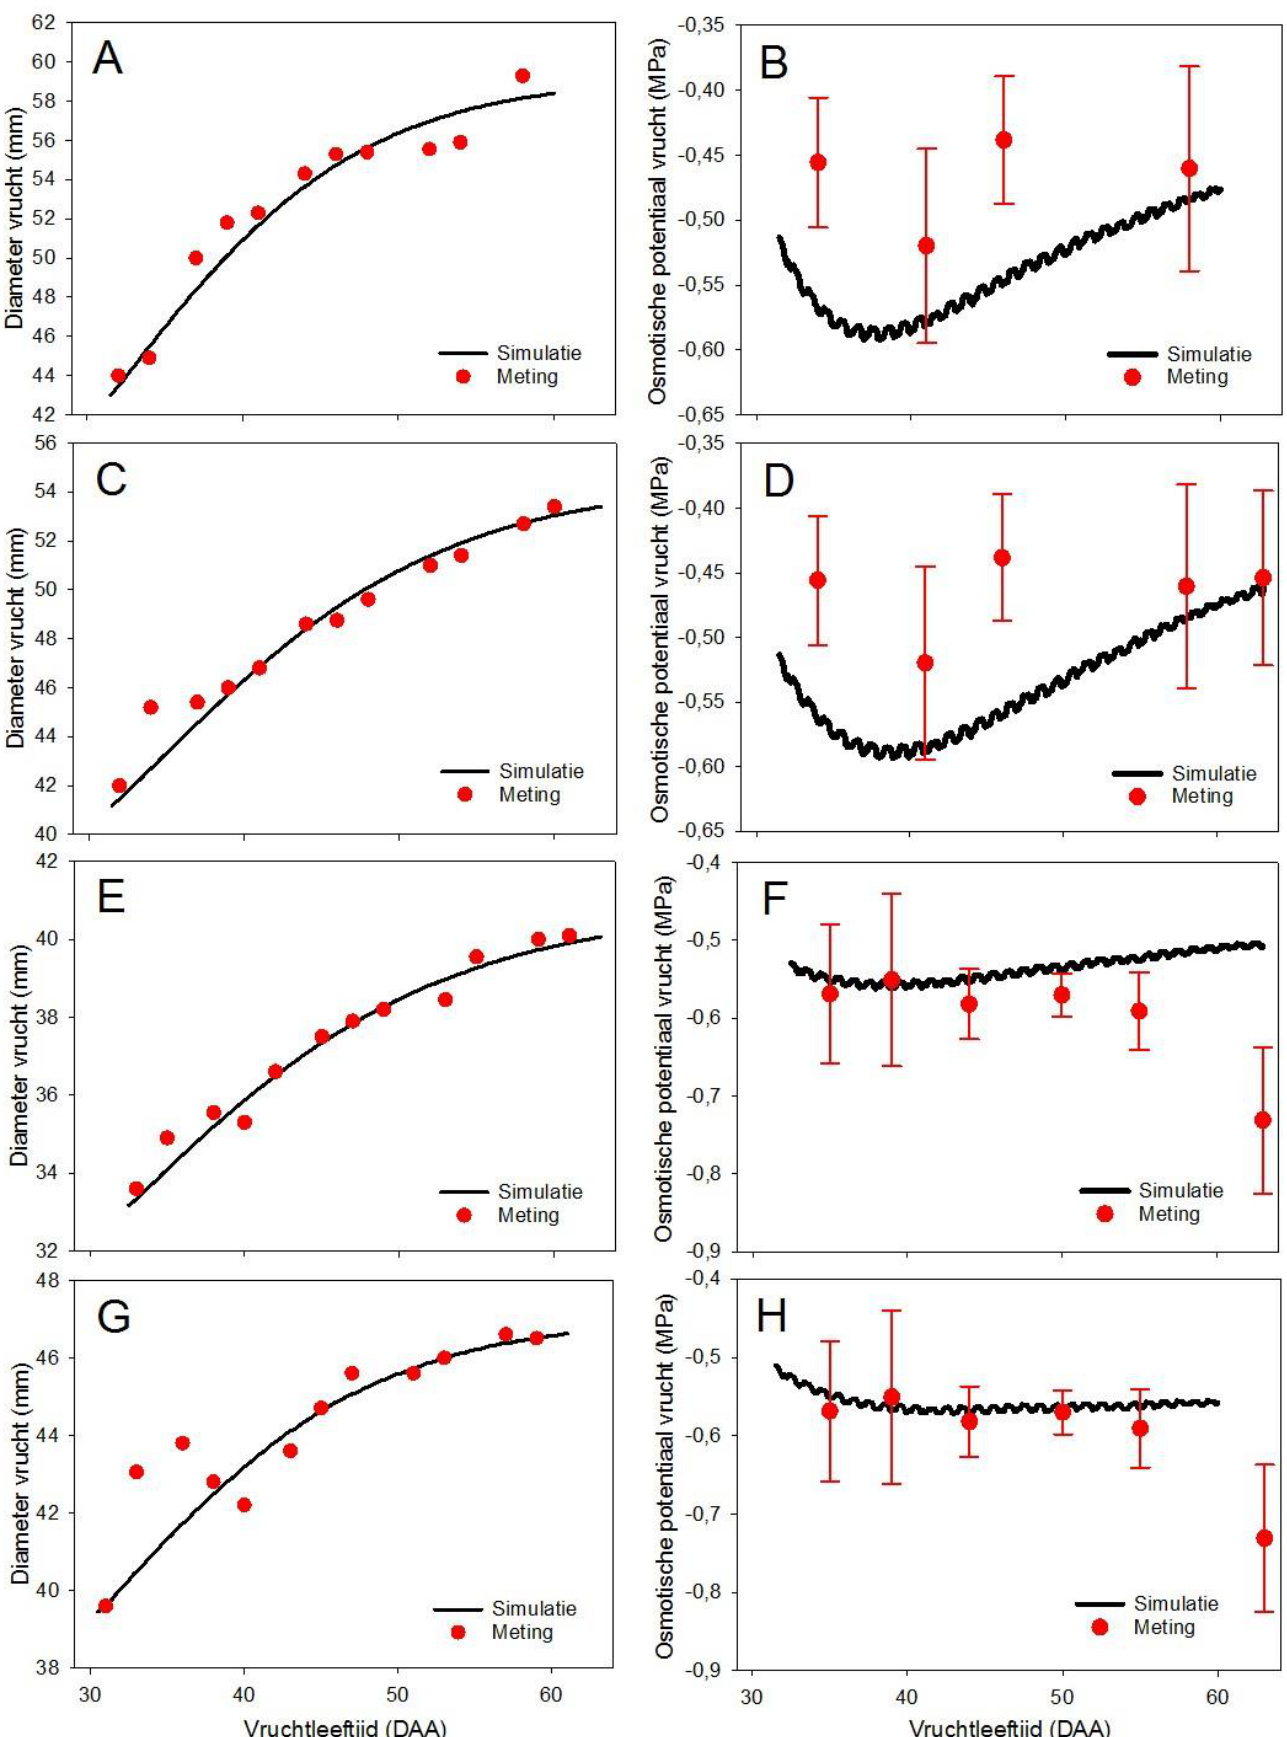 A
Diameter vrucht (mm)
62
60
58
56
54
52
50
48
46
44
42
Simulatie
Meting
B
Osmotische potentiaal vrucht (MPa)
-0,35
-0,40
-0,45
-0,50
-0,55
-0,60
-0,65
Simulatie
Meting
C
Diameter vrucht (mm)
56
54
52
50
48
46
44
42
40
Simulatie
Meting
D
Osmotische potentiaal vrucht (MPa)
-0,35
-0,40
-0,45
-0,50
-0,55
-0,60
-0,65
Simulatie
Meting
E
Diameter vrucht (mm)
42
40
38
36
34
32
Simulatie
Meting
F
Osmotische potentiaal vrucht (MPa)
-0,4
-0,5
-0,6
-0,7
-0,8
-0,9
Simulatie
Meting
G
Diameter vrucht (mm)
48
46
44
42
40
38
Simulatie
Meting
30 40 50 60
Vruchtleeftijd (DAA)
H
Osmotische potentiaal vrucht (MPa)
-0,4
-0,5
-0,6
-0,7
-0,8
-0,9
Simulatie
Meting
30 40 50 60
Vruchtleeftijd (DAA)